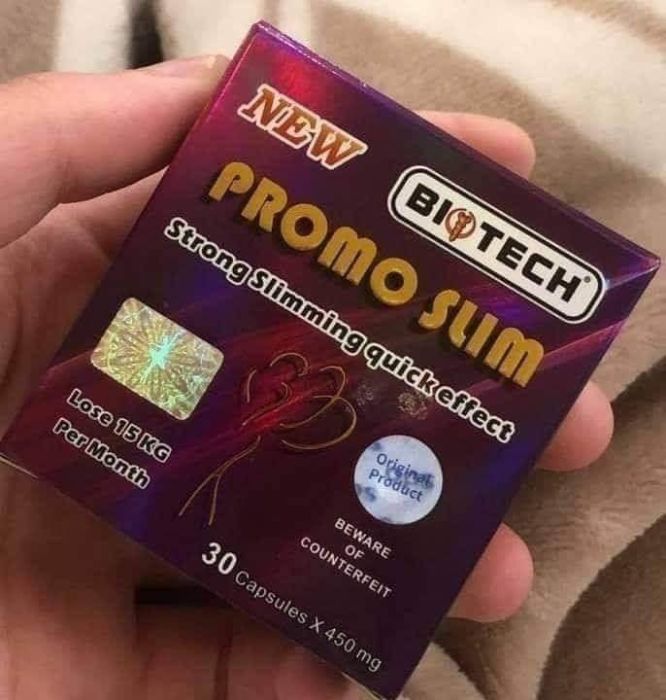 NEW
BIOTECH
PROMO SLIM
Strong Slimming quick effect
Lose 15 KG
Per Month
Original
Product
BEWARE
OF
COUNTERFEIT
30 Capsules X 450 mg